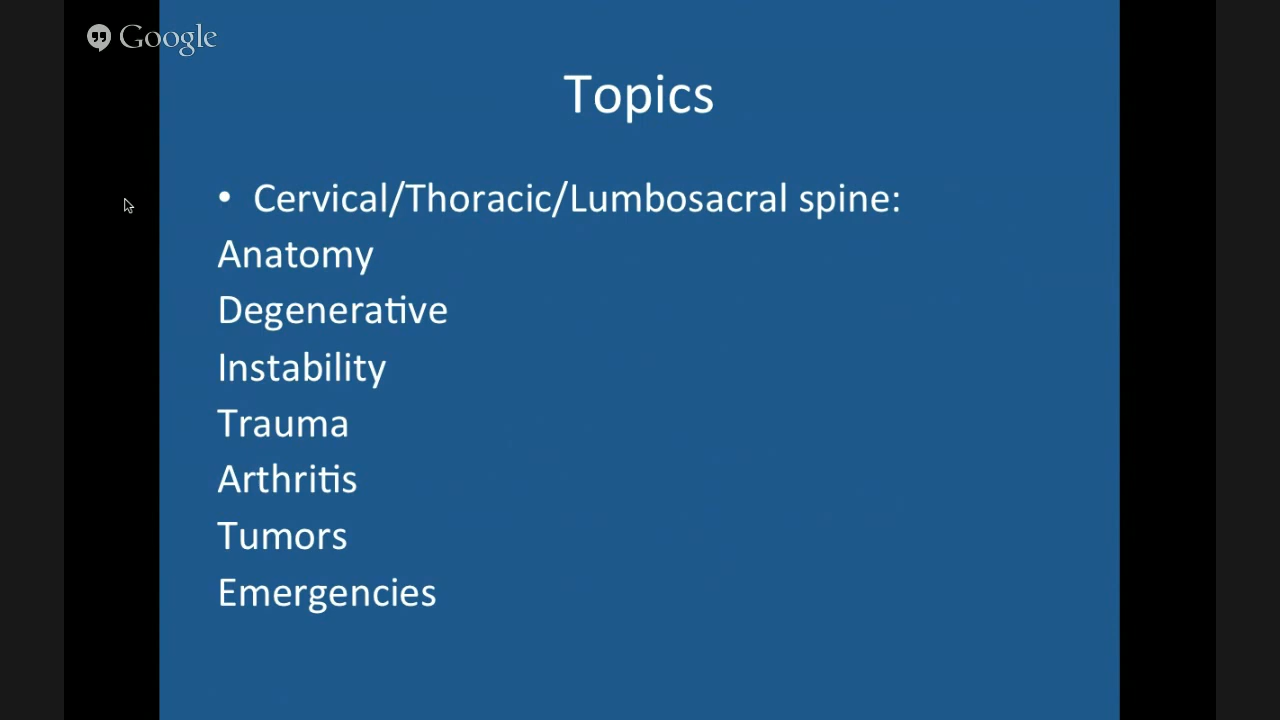 Google
Topics
• Cervical/Thoracic/Lumbosacral spine:
Anatomy
Degenerative
Instability
Trauma
Arthritis
Tumors
Emergencies